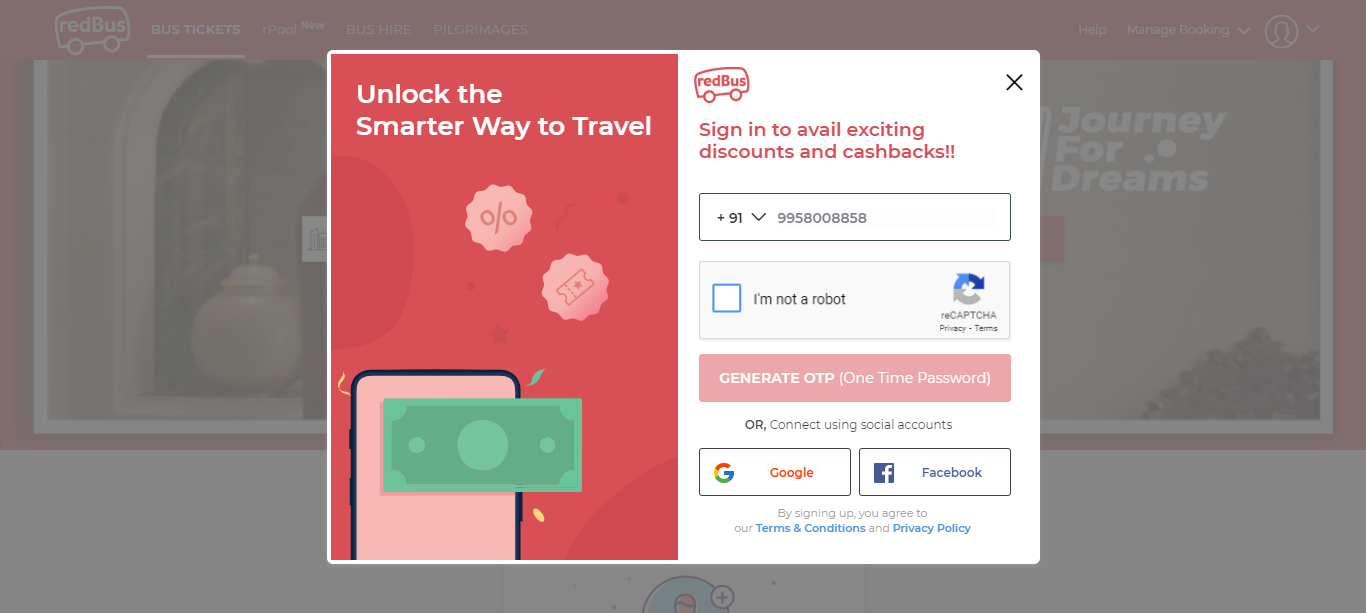 redBus
BUS TICKETS
rPool New
BUS HIRE
PILGRIMAGES
Help
Manage Booking
Journey
For
Dreams
Unlock the
Smarter Way to Travel
%
redBus
Sign in to avail exciting
discounts and cashbacks!!
+ 91
9958008858
I'm not a robot
reCAPTCHA
Privacy - Terms
GENERATE OTP (One Time Password)
OR, Connect using social accounts
Google
Facebook
By signing up, you agree to
our Terms & Conditions and Privacy Policy